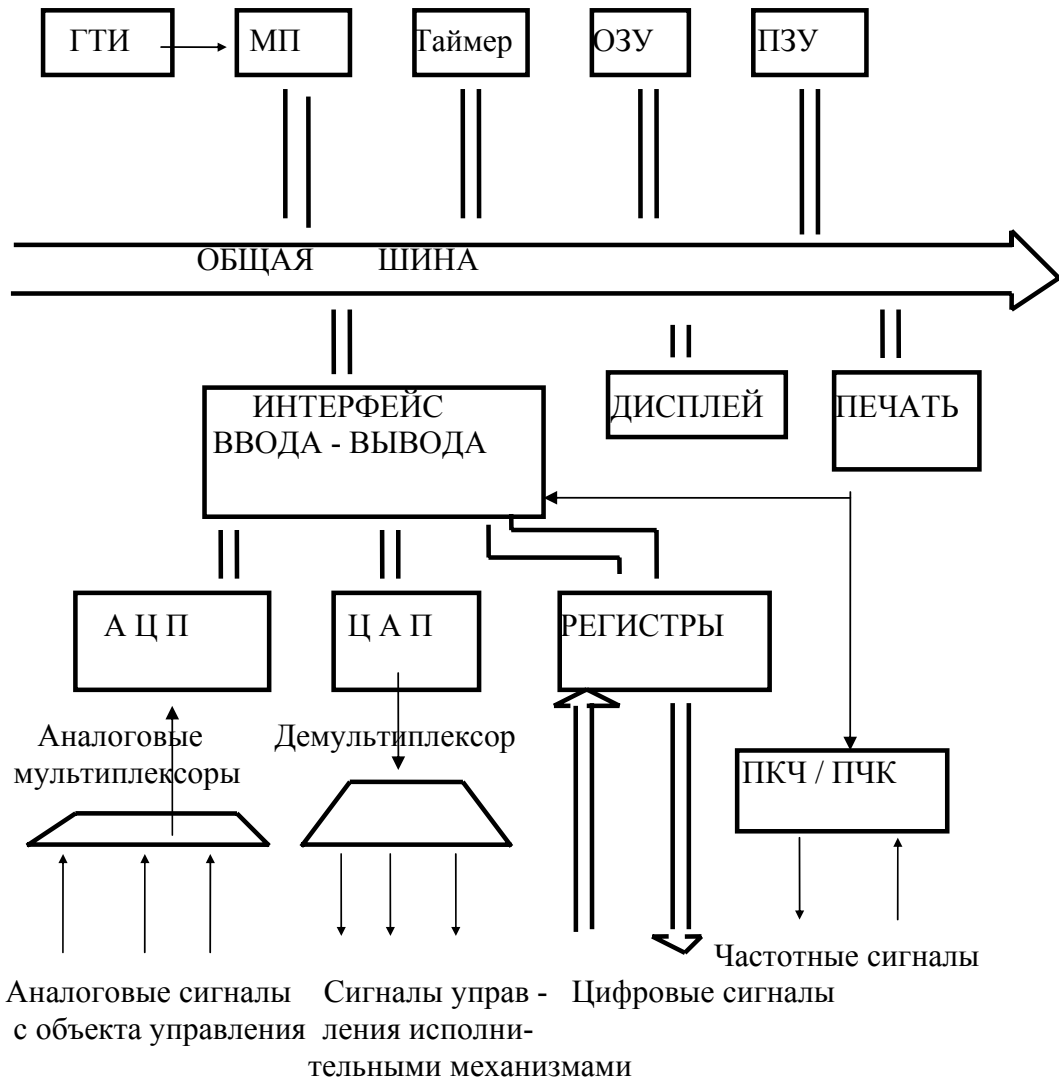 ГТИ
МП
Таймер
ОЗУ
ПЗУ
ОБЩАЯ ШИНА
ИНТЕРФЕЙС
ВВОДА - ВЫВОДА
ДИСПЛЕЙ
ПЕЧАТЬ
А Ц П
Ц А П
РЕГИСТРЫ
Аналоговые
мультиплексоры
Демультиплексор
ПКЧ / ПЧК
Частотные сигналы
Аналоговые сигналы
с объекта управления
Сигналы управ -
ления исполни-
тельными механизмами
Цифровые сигналы